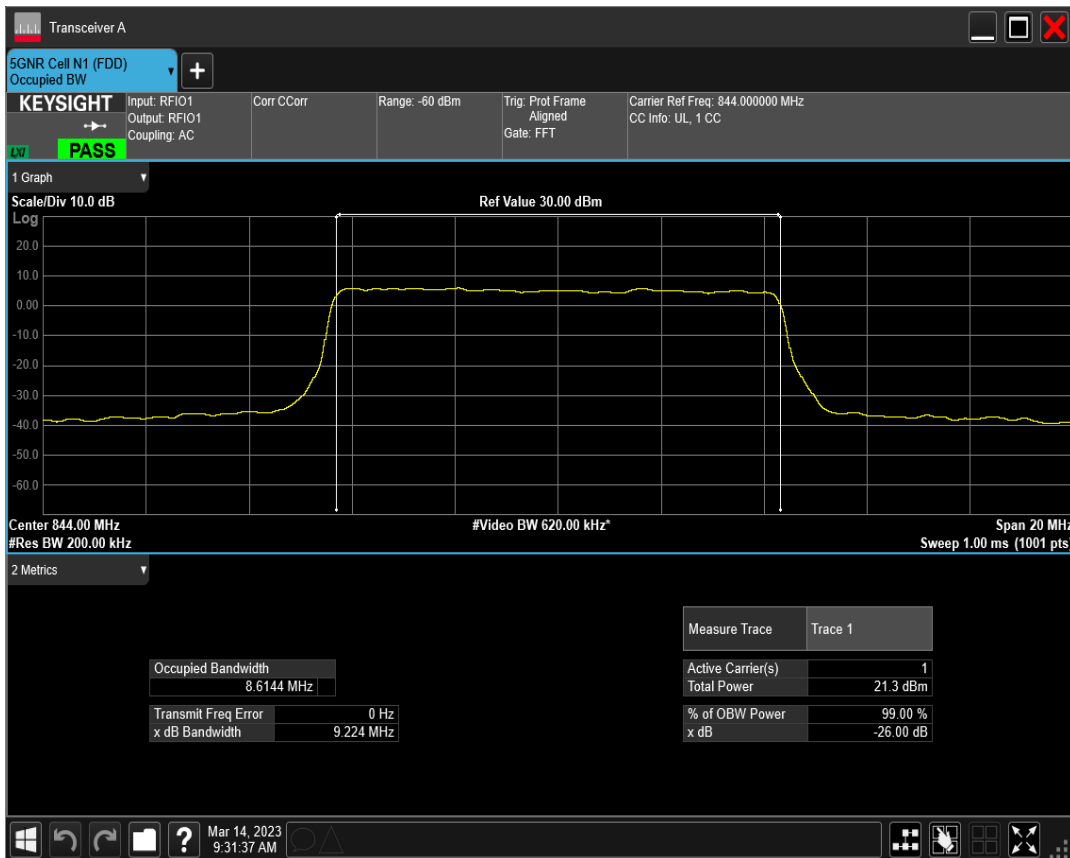 Transceiver A
5GNR Cell N1 (FDD)
Occupied BW
KEYSIGHT
LXI
PASS
Input: RFIO1
Output: RFIO1
Coupling: AC
Corr CCorr
Range: -60 dBm
Trig: Prot Frame
Aligned
Gate: FFT
Carrier Ref Freq: 844.000000 MHz
CC Info: UL, 1 CC
1 Graph
Scale/Div 10.0 dB
Ref Value 30.00 dBm
Log
20.0
10.0
0.00
-10.0
-20.0
-30.0
-40.0
-50.0
-60.0
Center 844.00 MHz
#Video BW 620.00 kHz*
Span 20 MHz
#Res BW 200.00 kHz
Sweep 1.00 ms (1001 pts)
2 Metrics
Measure Trace Trace 1
Occupied Bandwidth
8.6144 MHz
Active Carrier(s) 1
Total Power 21.3 dBm
Transmit Freq Error 0 Hz
x dB Bandwidth 9.224 MHz
% of OBW Power 99.00 %
x dB -26.00 dB
?
Mar 14, 2023
9:31:37 AM